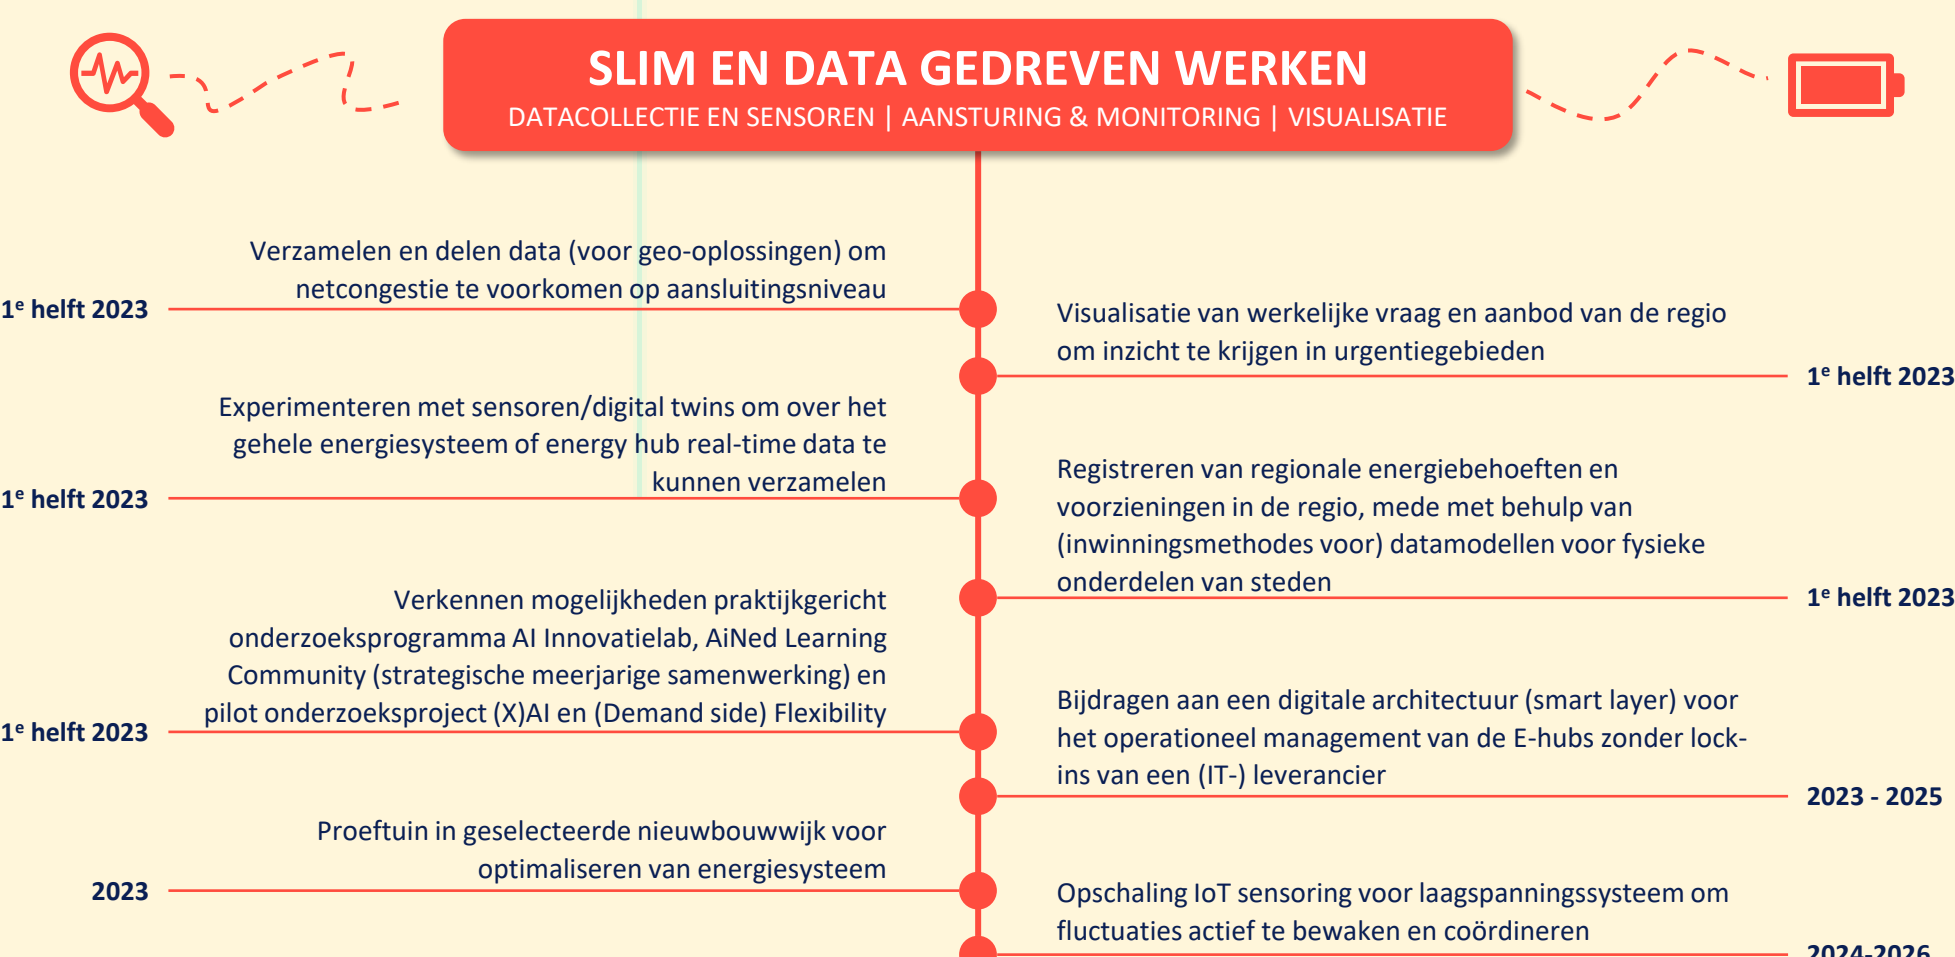 SLIM EN DATA GEDREVEN WERKEN
DATACOLLECTIE EN SENSOREN | AANSTURING & MONITORING | VISUALISATIE
Verzamelen en delen data (voor geo-oplossingen) om
netcongestie te voorkomen op aansluitingsniveau
1e helft 2023
Visualisatie van werkelijke vraag en aanbod van de regio
om inzicht te krijgen in urgentiegebieden
1e helft 2023
Experimenteren met sensoren/digital twins om over het
gehele energiesysteem of energy hub real-time data te
kunnen verzamelen
1e helft 2023
Registreren van regionale energiebehoeften en
voorzieningen in de regio, mede met behulp van
(inwinningsmethodes voor) datamodellen voor fysieke
onderdelen van steden
1e helft 2023
Verkennen mogelijkheden praktijkgericht
onderzoeksprogramma AI Innovatielab, AiNed Learning
Community (strategische meerjarige samenwerking) en
pilot onderzoeksproject (X)AI en (Demand side) Flexibility
1e helft 2023
Bijdragen aan een digitale architectuur (smart layer) voor
het operationeel management van de E-hubs zonder lock-
ins van een (IT-) leverancier
2023 - 2025
Proeftuin in geselecteerde nieuwbouwwijk voor
optimaliseren van energiesysteem
2023
Opschaling IoT sensoring voor laagspanningssysteem om
fluctuaties actief te bewaken en coördineren
2024-2026